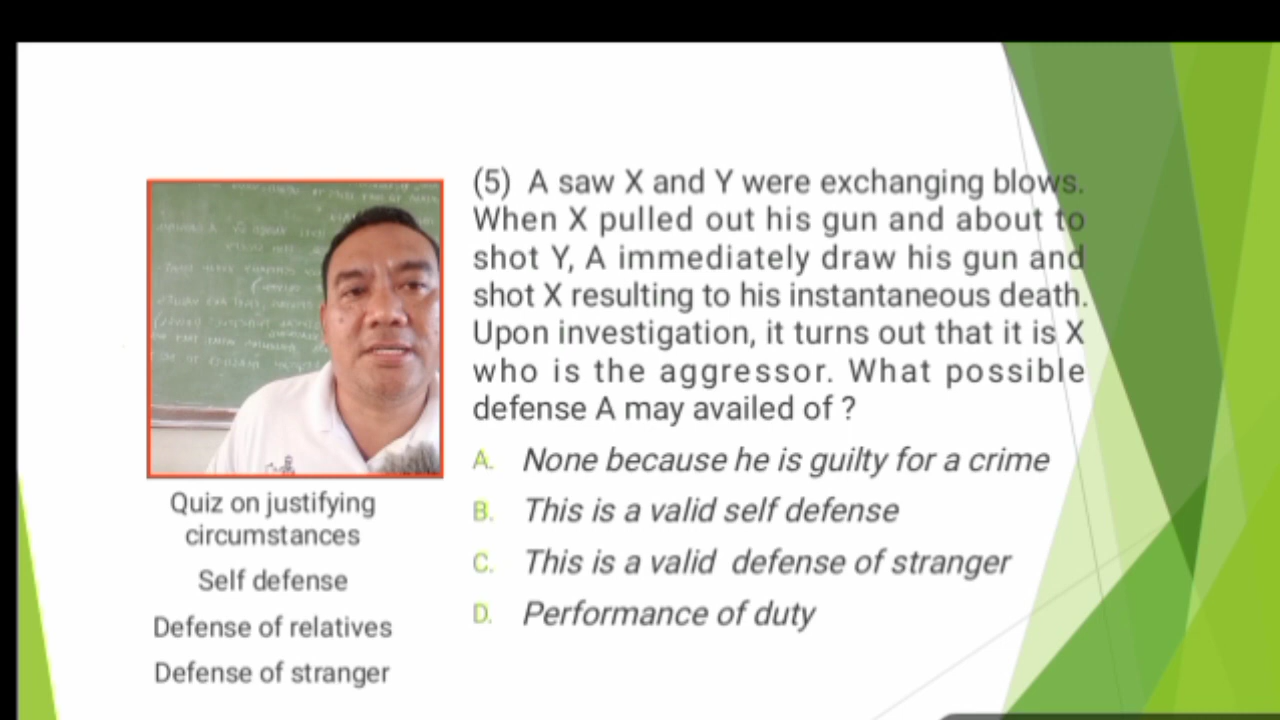 (5) A saw X and Y were exchanging blows.
When X pulled out his gun and about to
shot Y, A immediately draw his gun and
shot X resulting to his instantaneous death.
Upon investigation, it turns out that it is X
who is the aggressor. What possible
defense A may availed of ?
A. None because he is guilty for a crime
B. This is a valid self defense
C. This is a valid defense of stranger
D. Performance of duty
Quiz on justifying
circumstances
Self defense
Defense of relatives
Defense of stranger